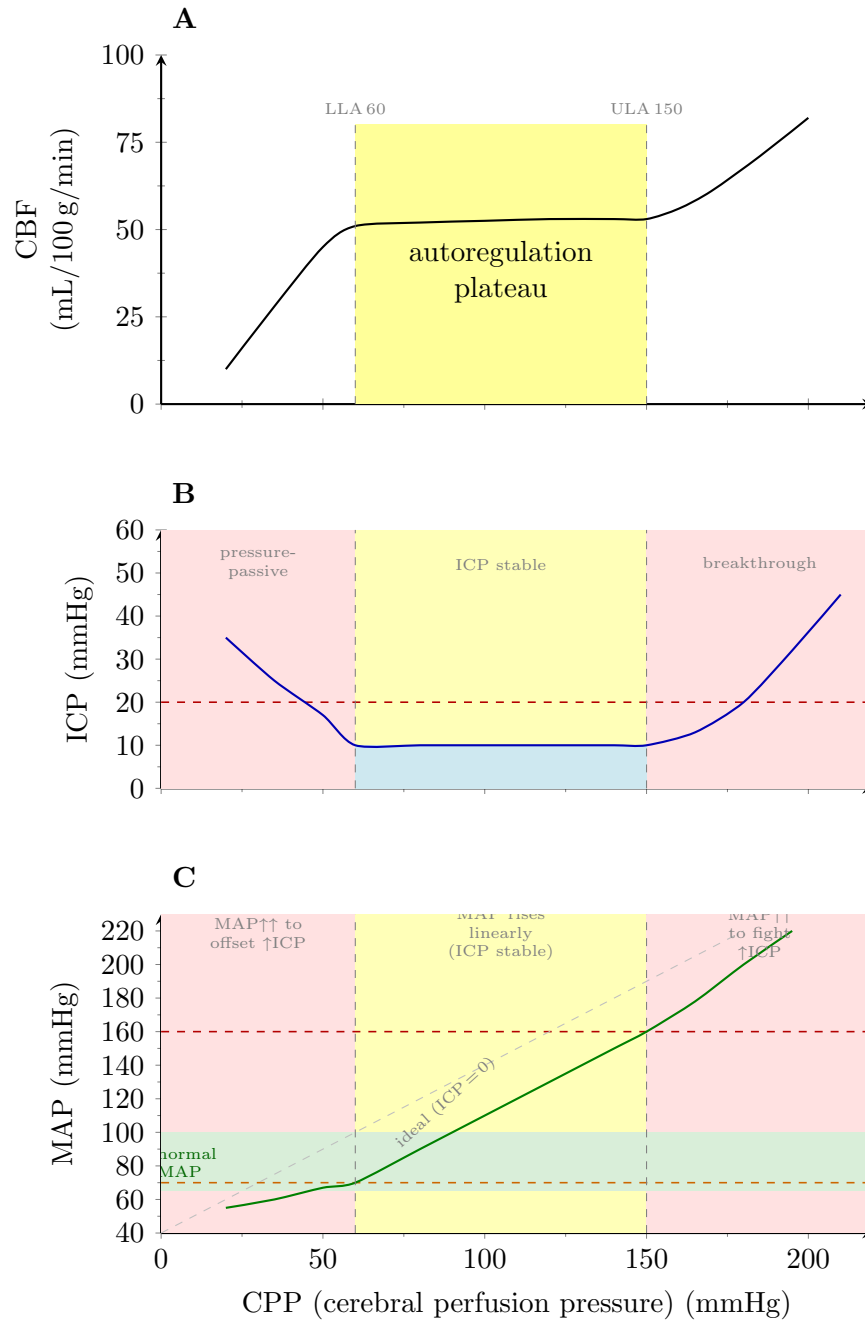 A
100
75
50
25
0
CBF
(mL/100 g/min)
LLA 60
ULA 150
autoregulation
plateau
B
60
50
40
30
20
10
0
ICP (mmHg)
pressure-
passive
ICP stable
breakthrough
C
220
200
180
160
140
120
100
80
60
40
MAP (mmHg)
MAP↑↑ to
offset ↑ICP
MAP rises
linearly
(ICP stable)
MAP↑↑
to fight
↑ICP
ideal (ICP = 0)
normal
MAP
0
50
100
150
200
CPP (cerebral perfusion pressure) (mmHg)